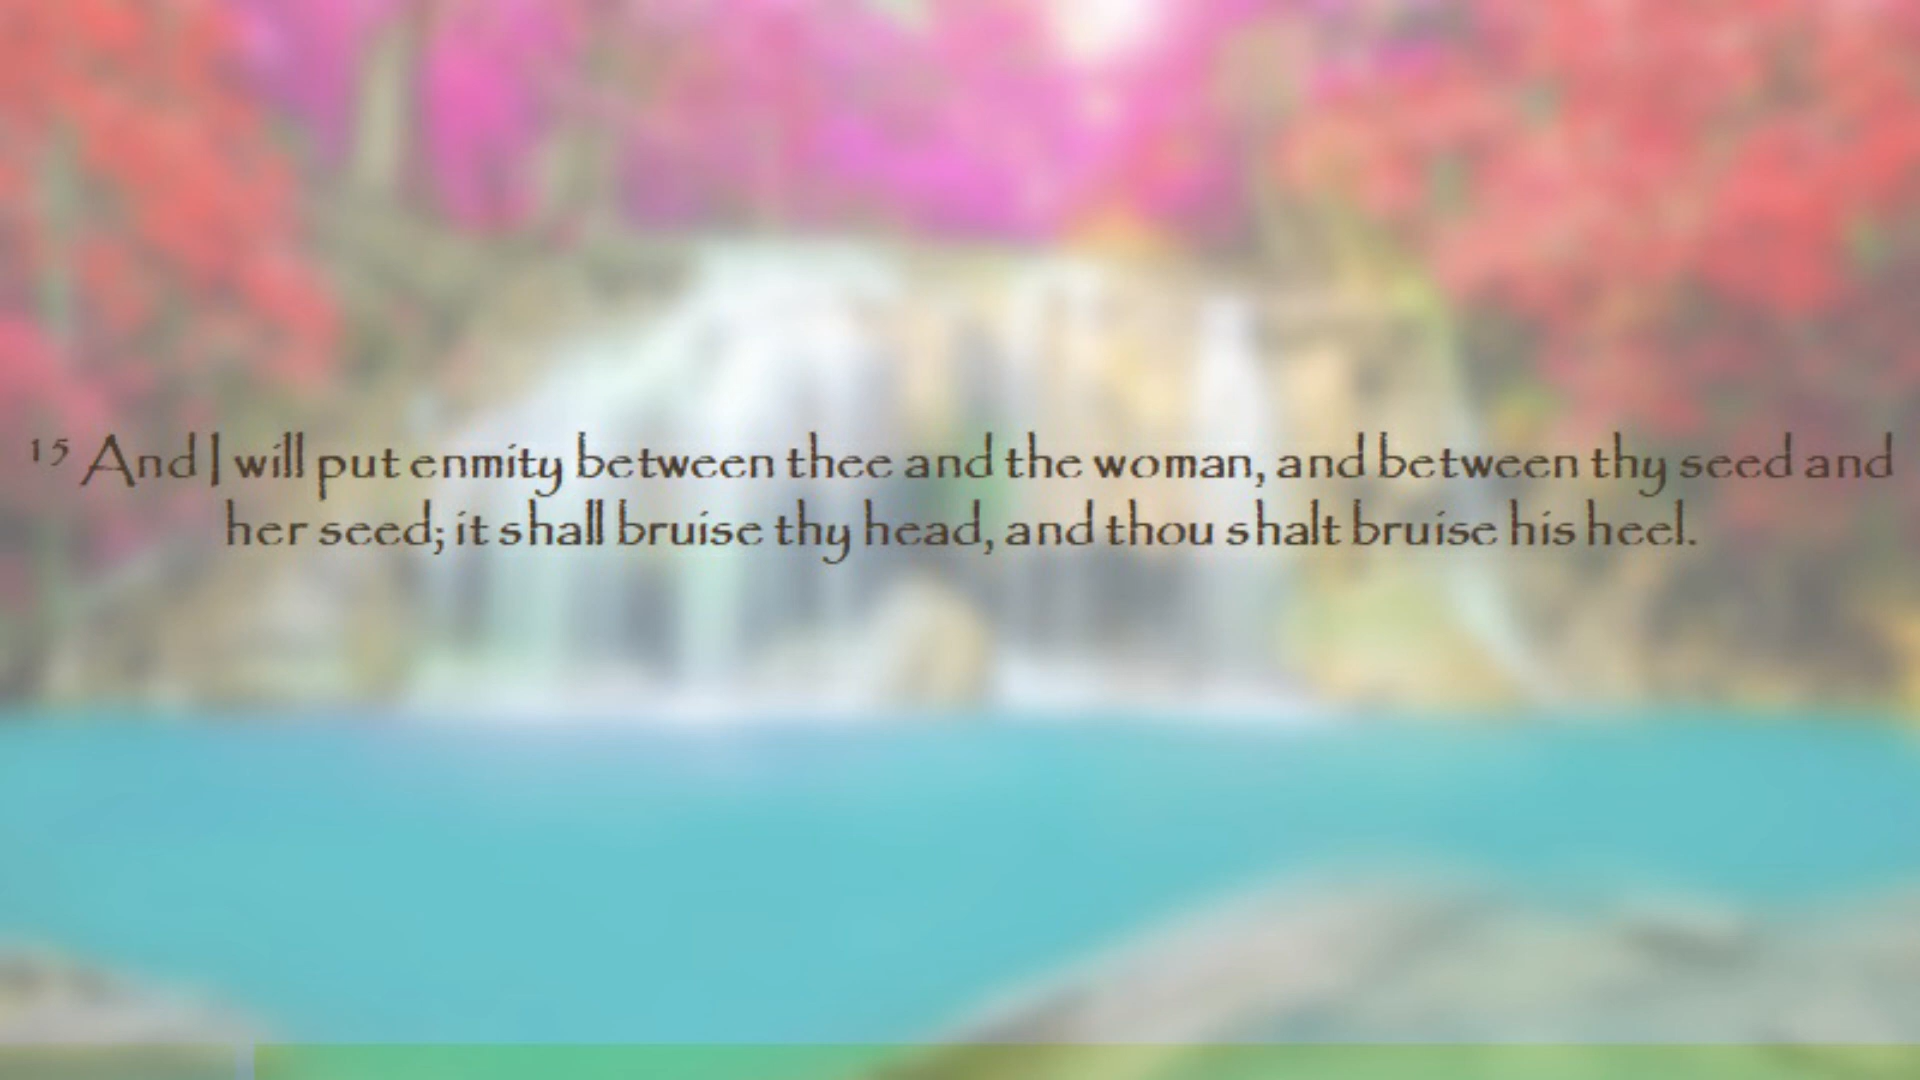 15 And I will put enmity between thee and the woman, and between thy seed and
her seed; it shall bruise thy head, and thou shalt bruise his heel.